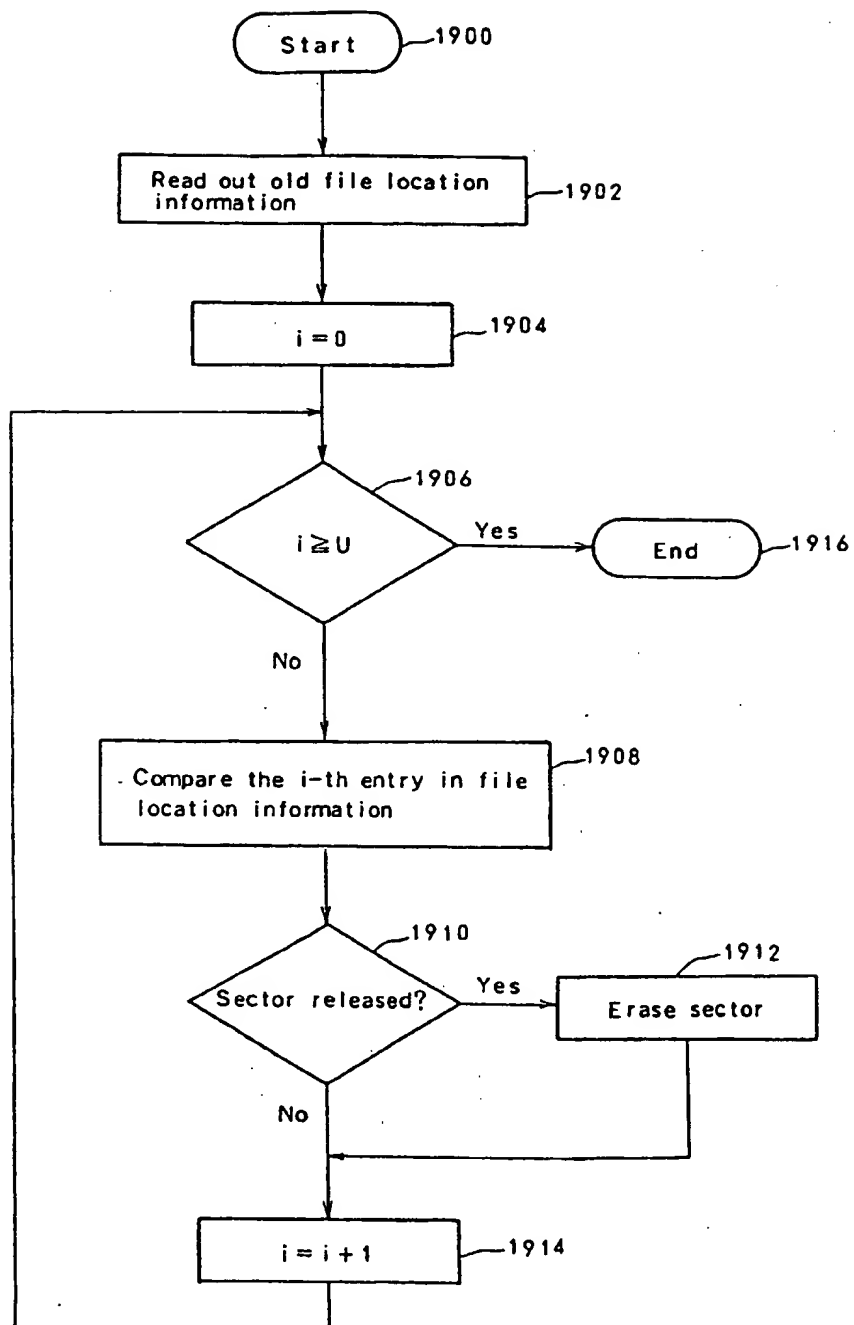 Start
1900
Read out old file location
information
1902
i = 0
1904
1906
i ≧ U
Yes
End
1916
No
1908
Compare the i-th entry in file
location information
1910
Sector released?
Yes
1912
Erase sector
No
i = i + 1
1914